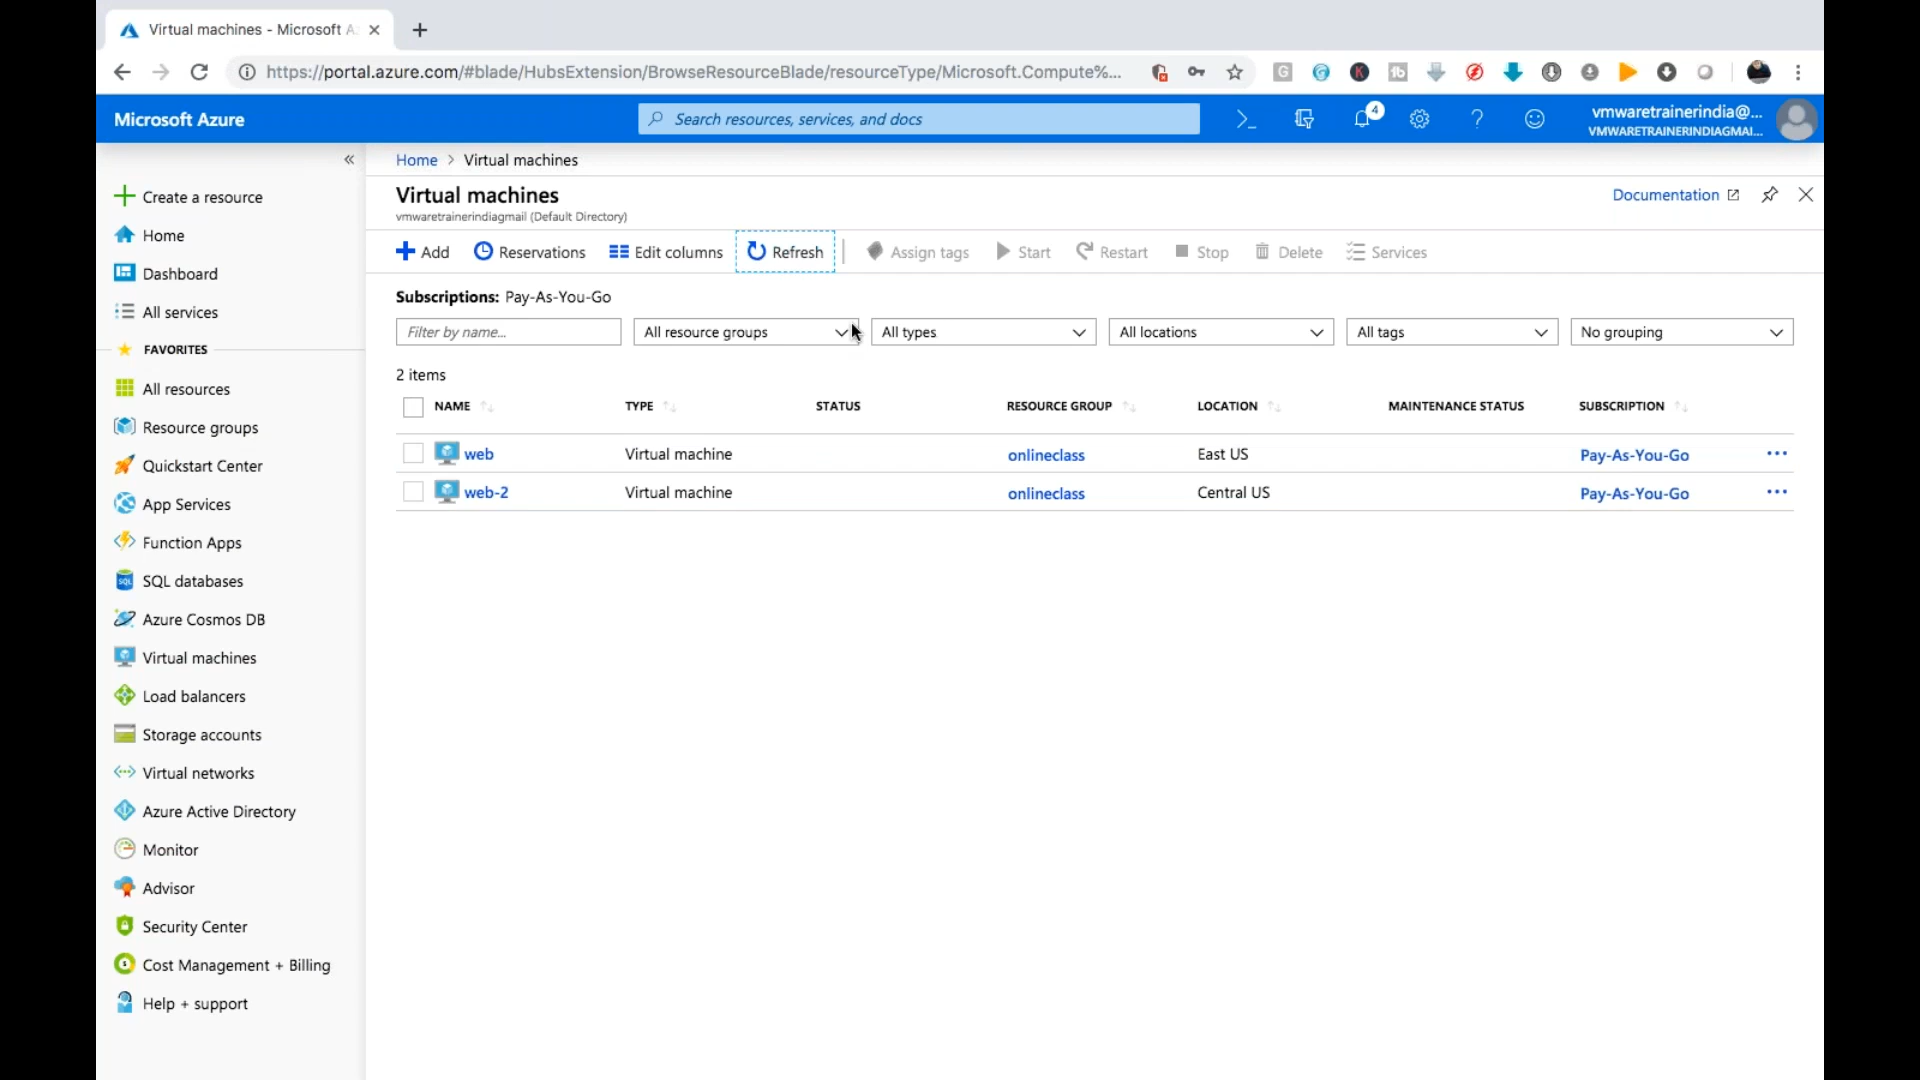 Virtual machines - Microsoft A
https://portal.azure.com/#blade/HubsExtension/BrowseResourceBlade/resourceType/Microsoft.Compute%...
Microsoft Azure
Search resources, services, and docs
4
vmwaretrainerindia@...
VMWARETRAINERINDIAGMAI...
Home > Virtual machines
Virtual machines
vmwaretrainerindiagmail (Default Directory)
Documentation
Add
Reservations
Edit columns
Refresh
Assign tags
Start
Restart
Stop
Delete
Services
Subscriptions: Pay-As-You-Go
Filter by name...
All resource groups
All types
All locations
All tags
No grouping
2 items
NAME TYPE STATUS RESOURCE GROUP LOCATION MAINTENANCE STATUS SUBSCRIPTION
web Virtual machine onlineclass East US Pay-As-You-Go
web-2 Virtual machine onlineclass Central US Pay-As-You-Go
Create a resource
Home
Dashboard
All services
FAVORITES
All resources
Resource groups
Quickstart Center
App Services
Function Apps
SQL databases
Azure Cosmos DB
Virtual machines
Load balancers
Storage accounts
Virtual networks
Azure Active Directory
Monitor
Advisor
Security Center
Cost Management + Billing
Help + support